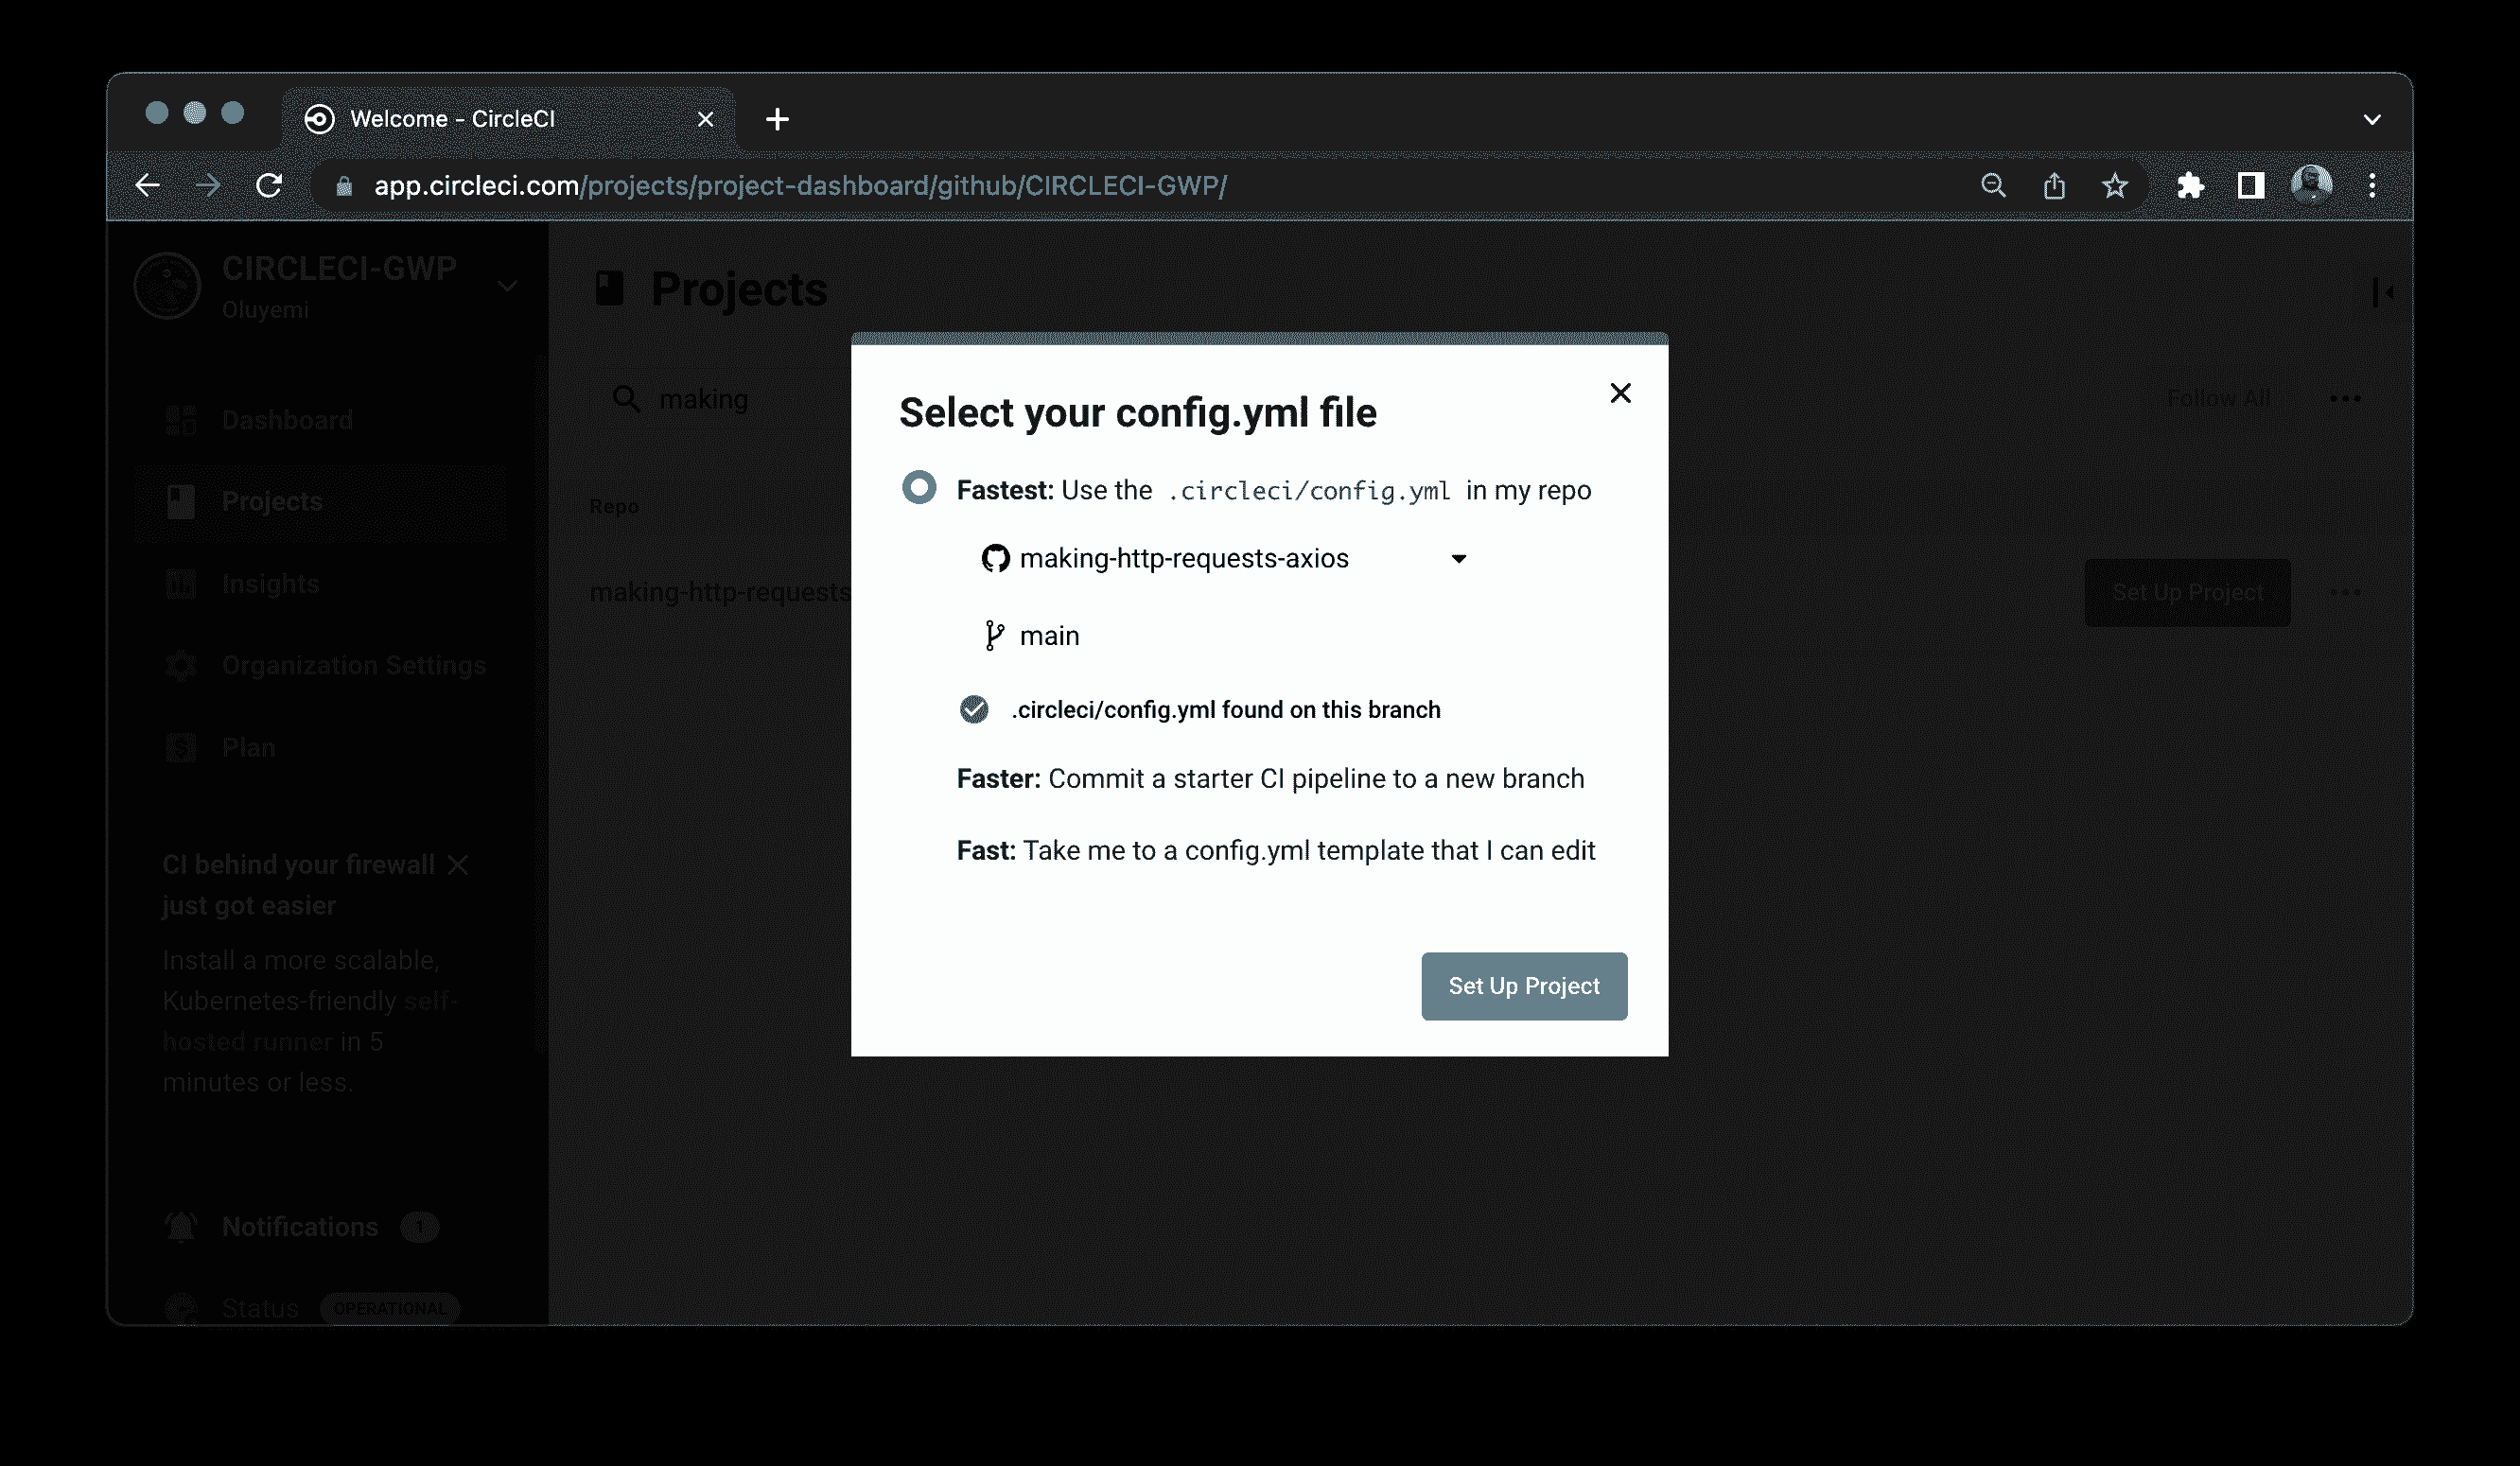 Welcome - CircleCI
app.circleci.com/projects/project-dashboard/github/CIRCLECI-GWP/
CIRCLECI-GWP
Oluyemi
Dashboard
Projects
Insights
Organization Settings
Plan
CI behind your firewall
just got easier
Install a more scalable,
Kubernetes-friendly self-
hosted runner in 5
minutes or less.
Notifications 1
Status OPERATIONAL
Projects
making
Follow All
Repo
making-http-requests
Set Up Project
Select your config.yml file
Fastest: Use the .circleci/config.yml in my repo
making-http-requests-axios
main
.circleci/config.yml found on this branch
Faster: Commit a starter CI pipeline to a new branch
Fast: Take me to a config.yml template that I can edit
Set Up Project